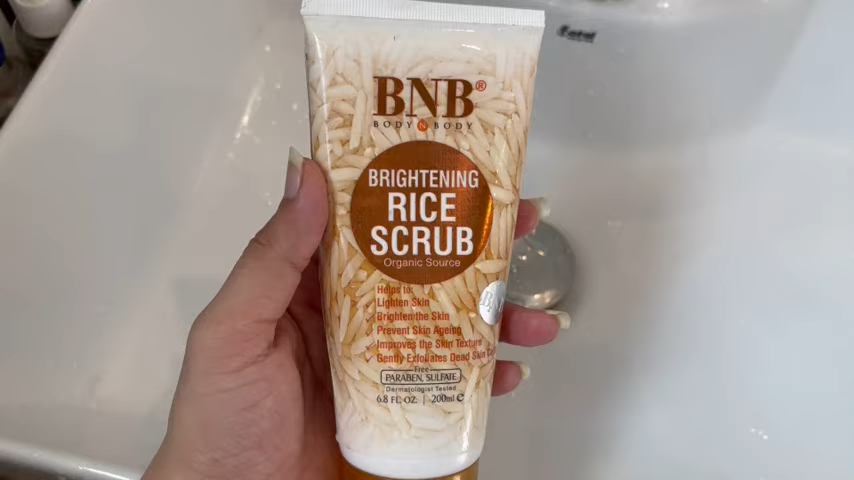 BNB®
BODY N BODY
BRIGHTENING
RICE
SCRUB
Organic Source
Helps to:
Lighten Skin
Brighten the Skin
Prevent Skin Ageing
Improves the Skin Texture
Gently Exfoliates Dead Skin
Free
PARABEN, SULFATE
Dermatologist Tested
6.8 FL. OZ. | 200ml ℮